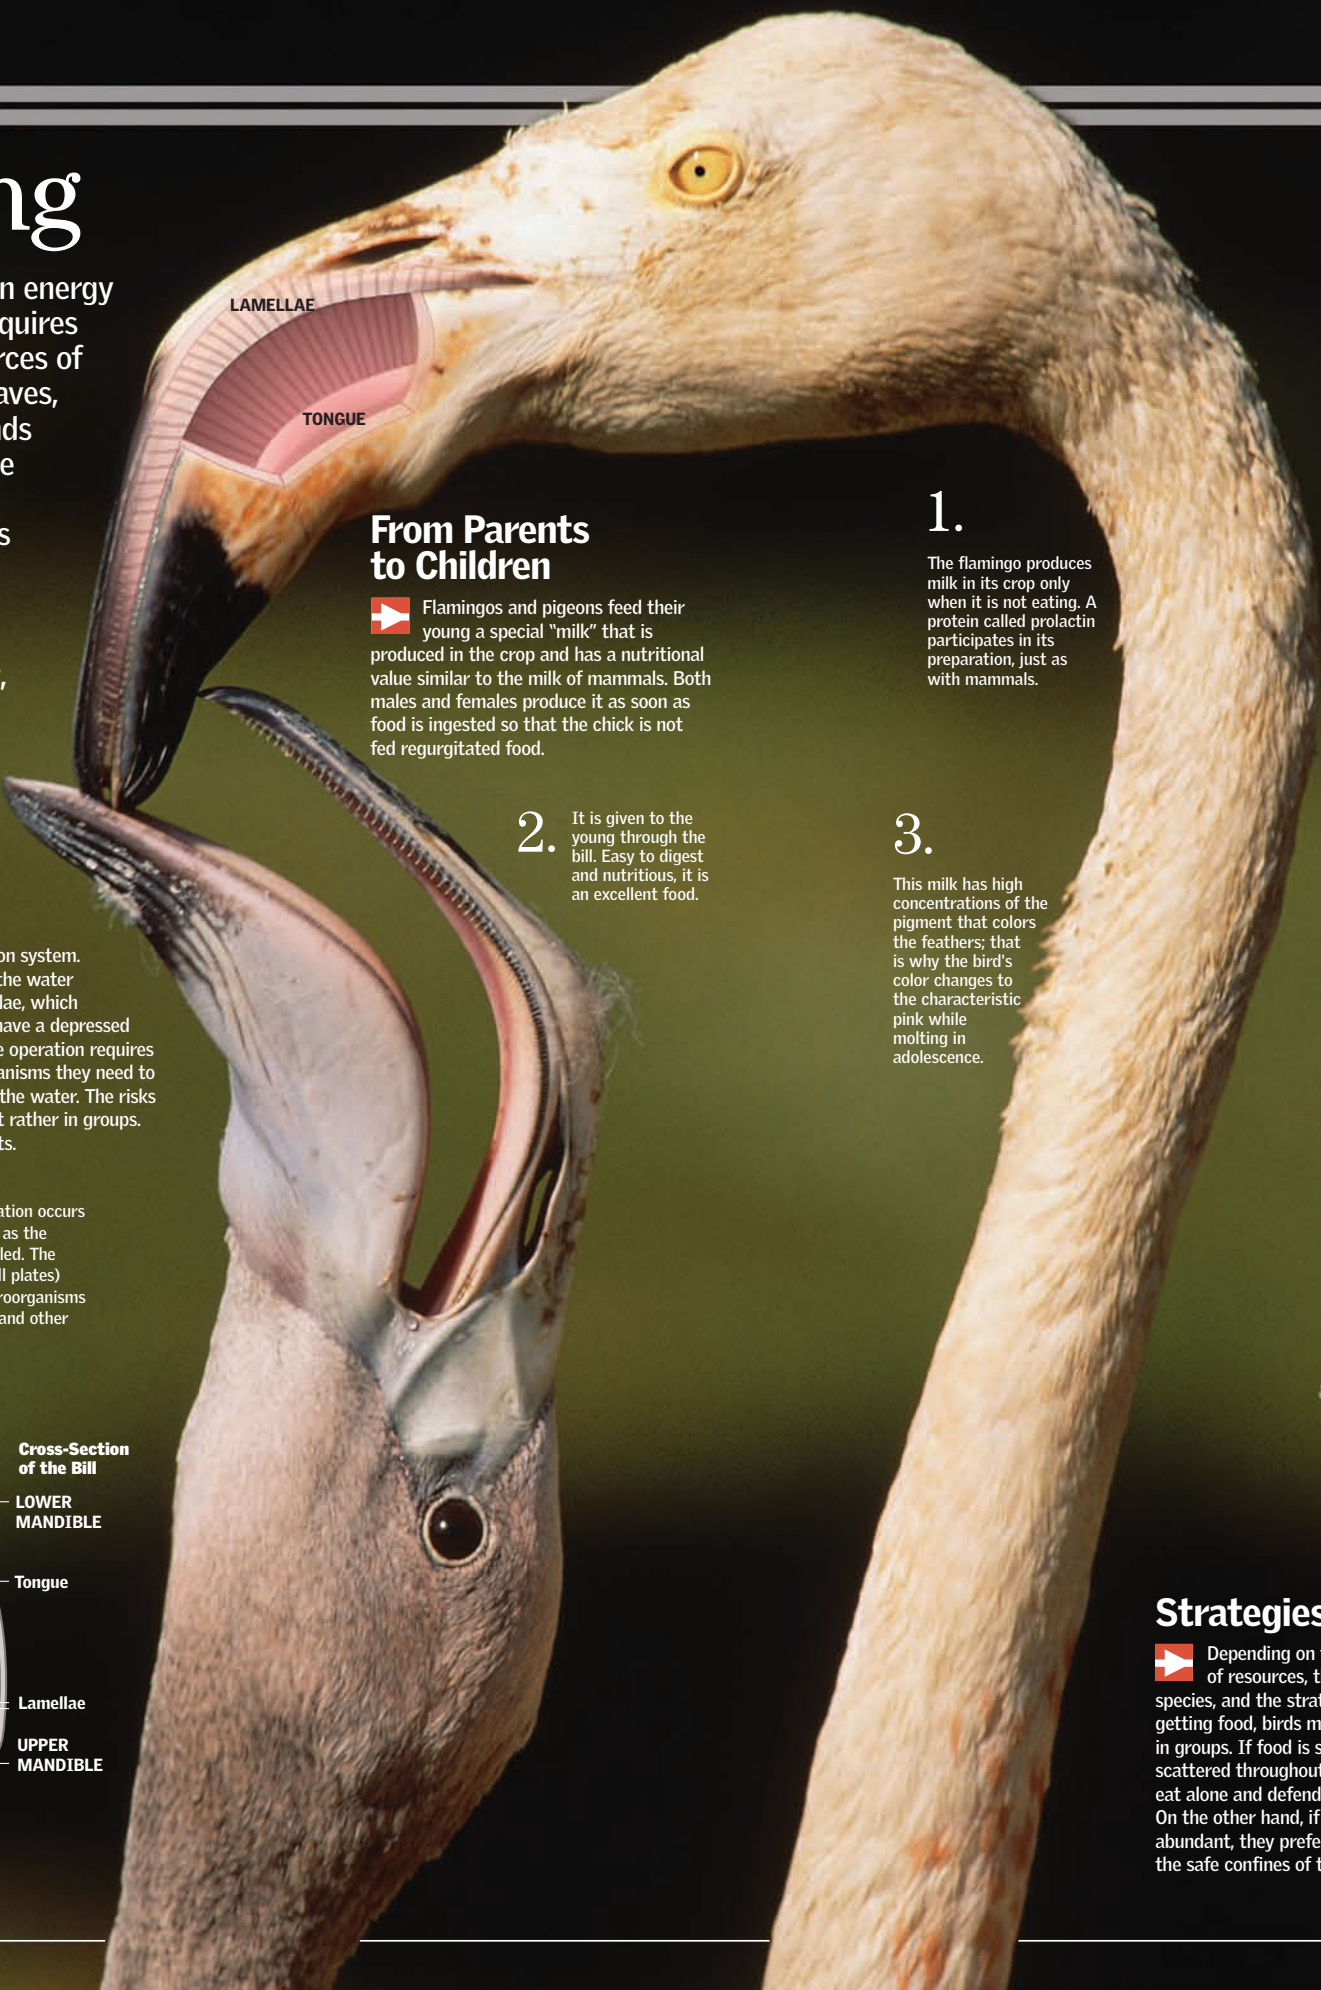 ng
n energy
quires
rces of
aves,
nds
e
s
,
LAMELLAE
TONGUE
From Parents
to Children
Flamingos and pigeons feed their
young a special “milk” that is
produced in the crop and has a nutritional
value similar to the milk of mammals. Both
males and females produce it as soon as
food is ingested so that the chick is not
fed regurgitated food.
1.
The flamingo produces
milk in its crop only
when it is not eating. A
protein called prolactin
participates in its
preparation, just as
with mammals.
2.
It is given to the
young through the
bill. Easy to digest
and nutritious, it is
an excellent food.
3.
This milk has high
concentrations of the
pigment that colors
the feathers; that
is why the bird's
color changes to
the characteristic
pink while
molting in
adolescence.
on system.
the water
lae, which
have a depressed
e operation requires
anisms they need to
the water. The risks
t rather in groups.
ts.
ation occurs
as the
led. The
ll plates)
roorganisms
and other
Cross-Section
of the Bill
LOWER
MANDIBLE
Tongue
Lamellae
UPPER
MANDIBLE
Strategies
Depending on
of resources, t
species, and the strat
getting food, birds m
in groups. If food is s
scattered throughout
eat alone and defend
On the other hand, if
abundant, they prefe
the safe confines of t